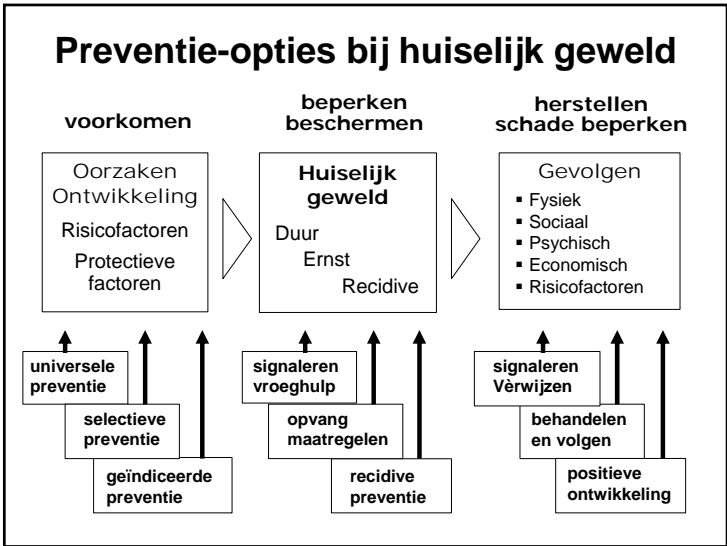 Preventie-opties bij huiselijk geweld
voorkomen
beperken
beschermen
herstellen
schade beperken
Oorzaken
Ontwikkeling
Risicofactoren
Protectieve
factoren
Huiselijk
geweld
Duur
Ernst
Recidive
Gevolgen
▪ Fysiek
▪ Sociaal
▪ Psychisch
▪ Economisch
▪ Risicofactoren
universele
preventie
selectieve
preventie
geïndiceerde
preventie
signaleren
vroeghulp
opvang
maatregelen
recidive
preventie
signaleren
Vèrwijzen
behandelen
en volgen
positieve
ontwikkeling